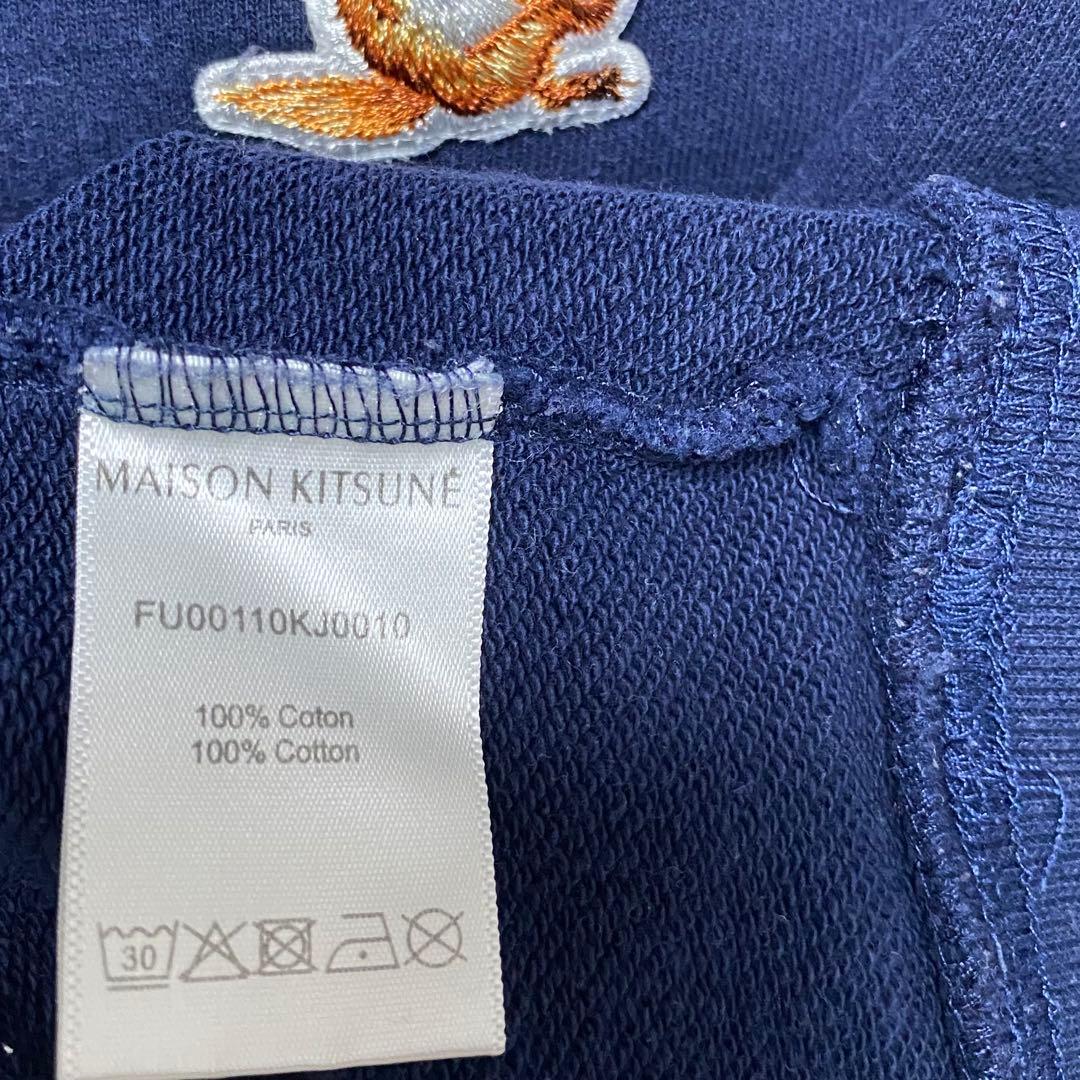 MAISON KITSUNÉ
PARIS
FU00110KJ0010
100% Coton
100% Cotton
30